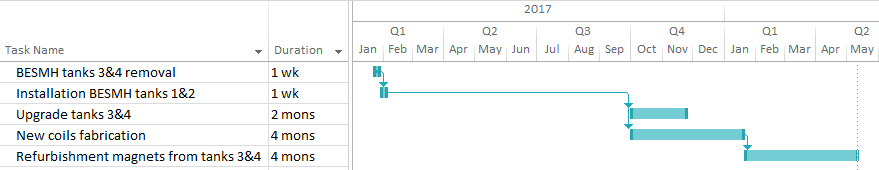 2017
Q1 Q2 Q3 Q4 Q1 Q2
Task Name Duration Jan Feb Mar Apr May Jun Jul Aug Sep Oct Nov Dec Jan Feb Mar Apr May
BESMH tanks 3&4 removal 1 wk
Installation BESMH tanks 1&2 1 wk
Upgrade tanks 3&4 2 mons
New coils fabrication 4 mons
Refurbishment magnets from tanks 3&4 4 mons